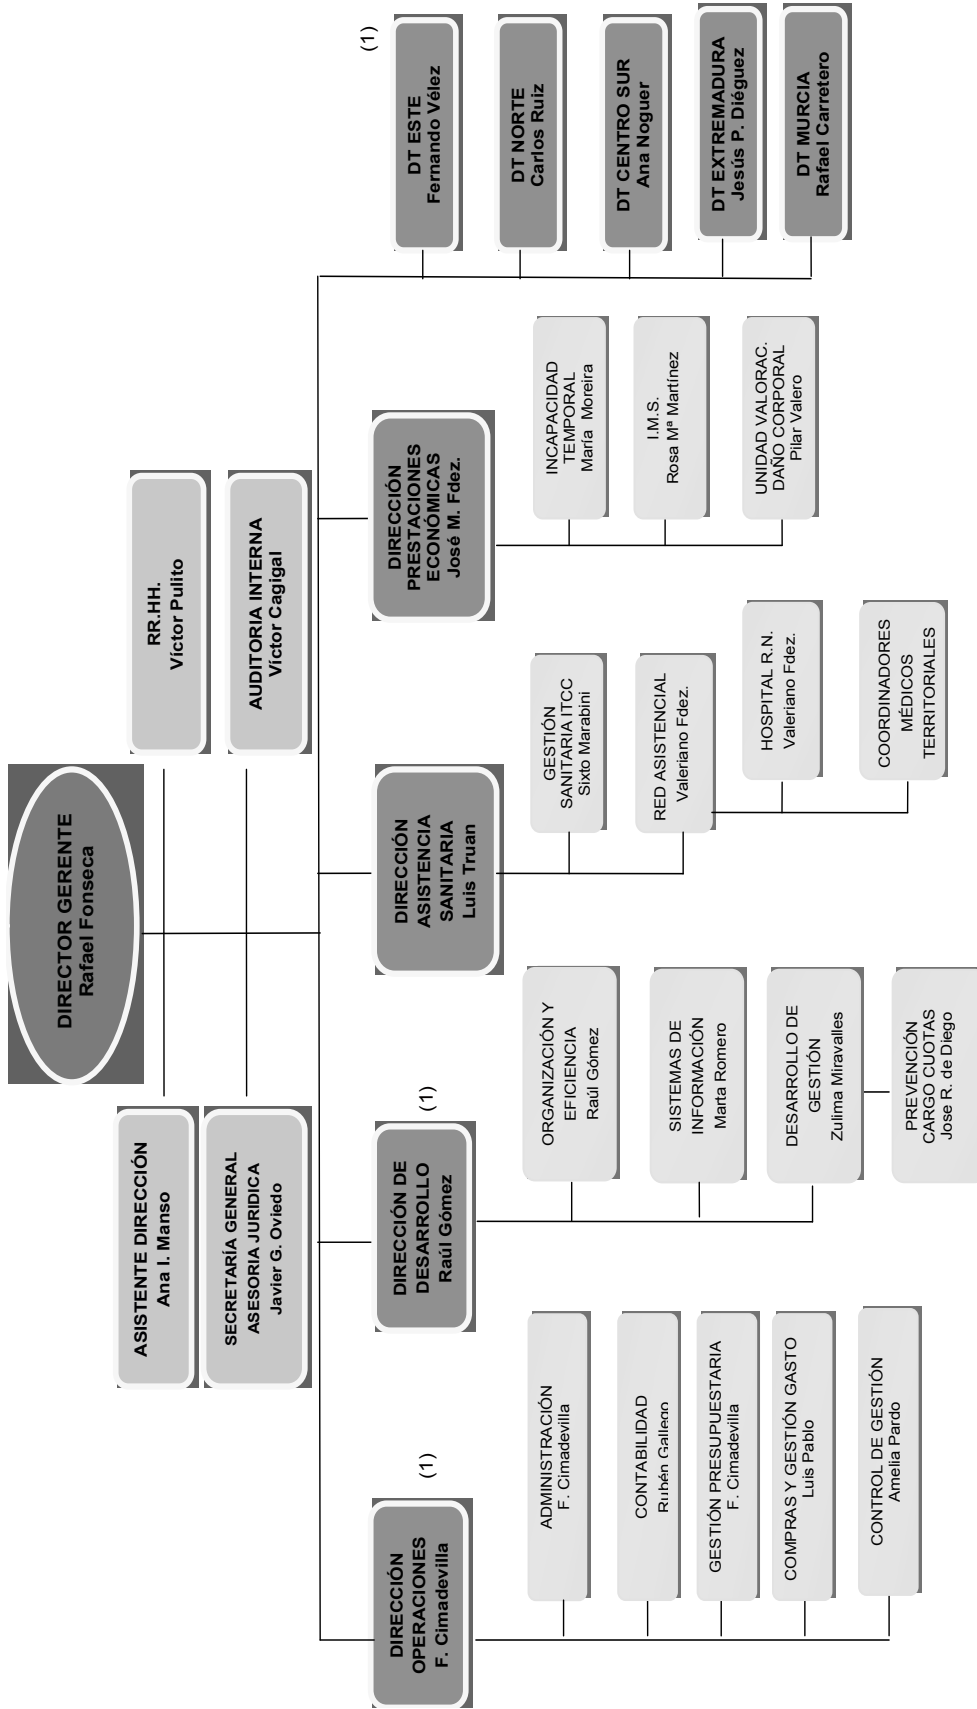 DIRECTOR GERENTE
Rafael Fonseca
ASISTENTE DIRECCIÓN
Ana I. Manso
SECRETARÍA GENERAL
ASESORIA JURIDICA
Javier G. Oviedo
RR.HH.
Víctor Pulito
AUDITORIA INTERNA
Víctor Cagigal
DIRECCIÓN
OPERACIONES
F. Cimadevilla
(1)
ADMINISTRACIÓN
F. Cimadevilla
CONTABILIDAD
Rubén Gallego
GESTIÓN PRESUPUESTARIA
F. Cimadevilla
COMPRAS Y GESTIÓN GASTO
Luis Pablo
CONTROL DE GESTIÓN
Amelia Pardo
DIRECCIÓN DE
DESARROLLO
Raúl Gómez
(1)
ORGANIZACIÓN Y
EFICIENCIA
Raúl Gómez
SISTEMAS DE
INFORMACIÓN
Marta Romero
DESARROLLO DE
GESTIÓN
Zulima Miravalles
PREVENCIÓN
CARGO CUOTAS
Jose R. de Diego
DIRECCIÓN
ASISTENCIA
SANITARIA
Luis Truan
GESTIÓN
SANITARIA ITCC
Sixto Marabini
RED ASISTENCIAL
Valeriano Fdez.
HOSPITAL R.N.
Valeriano Fdez.
COORDINADORES
MÉDICOS
TERRITORIALES
DIRECCIÓN
PRESTACIONES
ECONÓMICAS
José M. Fdez.
INCAPACIDAD
TEMPORAL
María Moreira
I.M.S.
Rosa Mª Martínez
UNIDAD VALORAC.
DAÑO CORPORAL
Pilar Valero
(1)
DT ESTE
Fernando Vélez
DT NORTE
Carlos Ruiz
DT CENTRO SUR
Ana Noguer
DT EXTREMADURA
Jesús P. Diéguez
DT MURCIA
Rafael Carretero